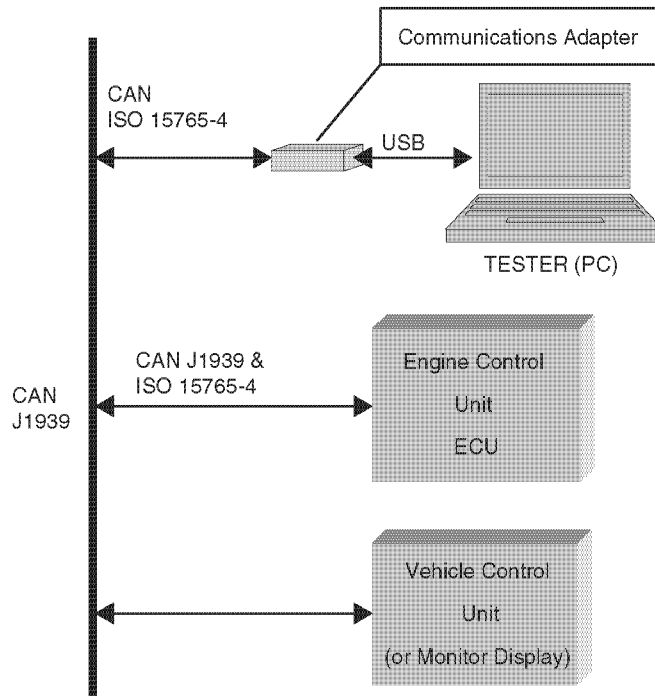 Communications Adapter
CAN
ISO 15765-4
USB
TESTER (PC)
CAN J1939 &
ISO 15765-4
Engine Control
Unit
ECU
CAN
J1939
Vehicle Control
Unit
(or Monitor Display)